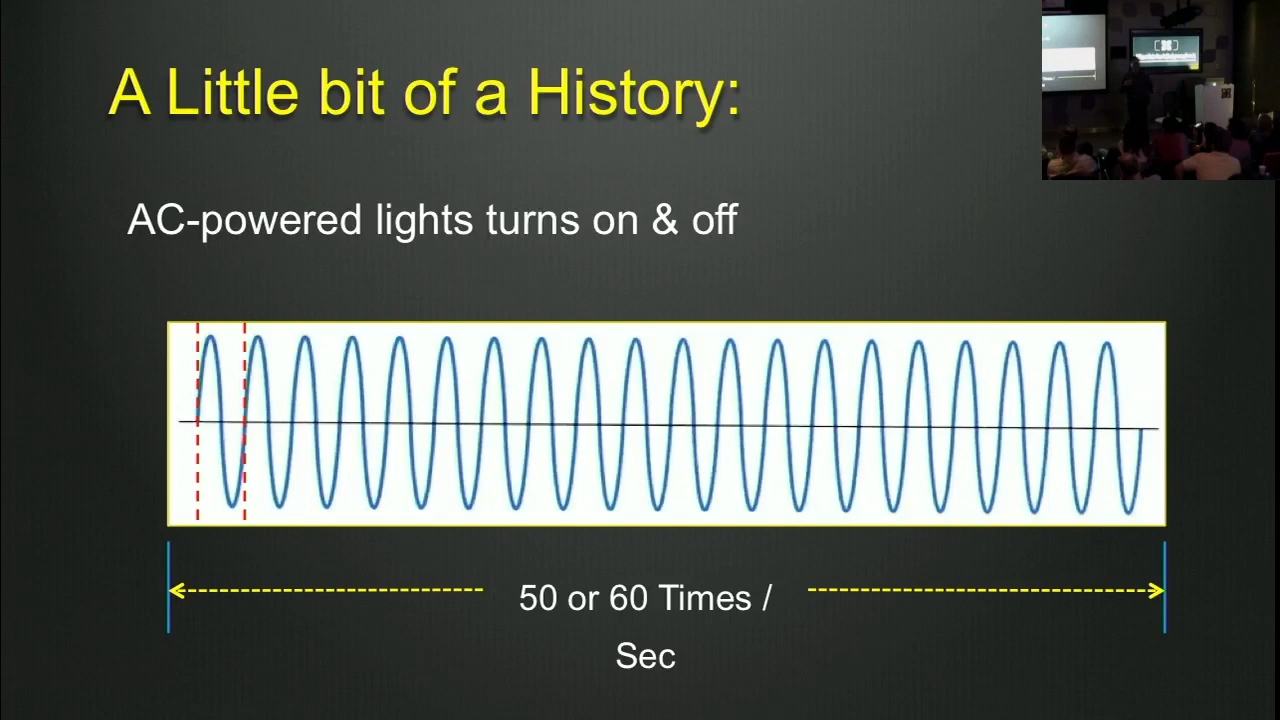 A Little bit of a History:
AC-powered lights turns on & off
50 or 60 Times /
Sec